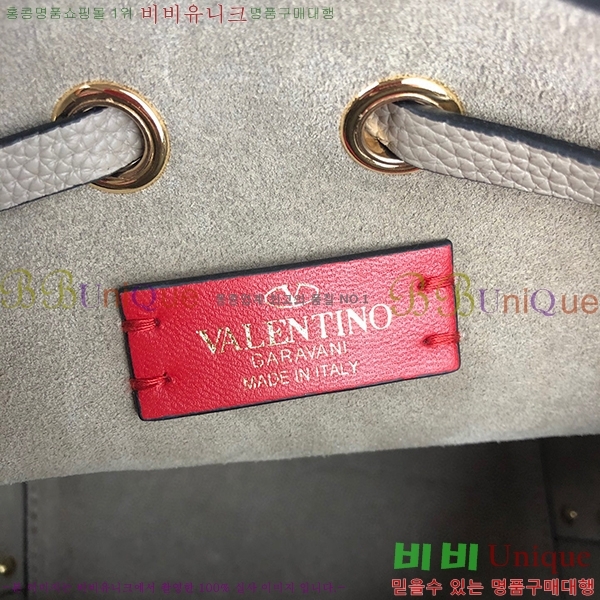 홍콩명품쇼핑몰 1위 비비유니크명품구매대행
BBUniQue BBUniQue
VALENTINO
GARAVANI
MADE IN ITALY
비비 Unique
믿을수 있는 명품구매대행